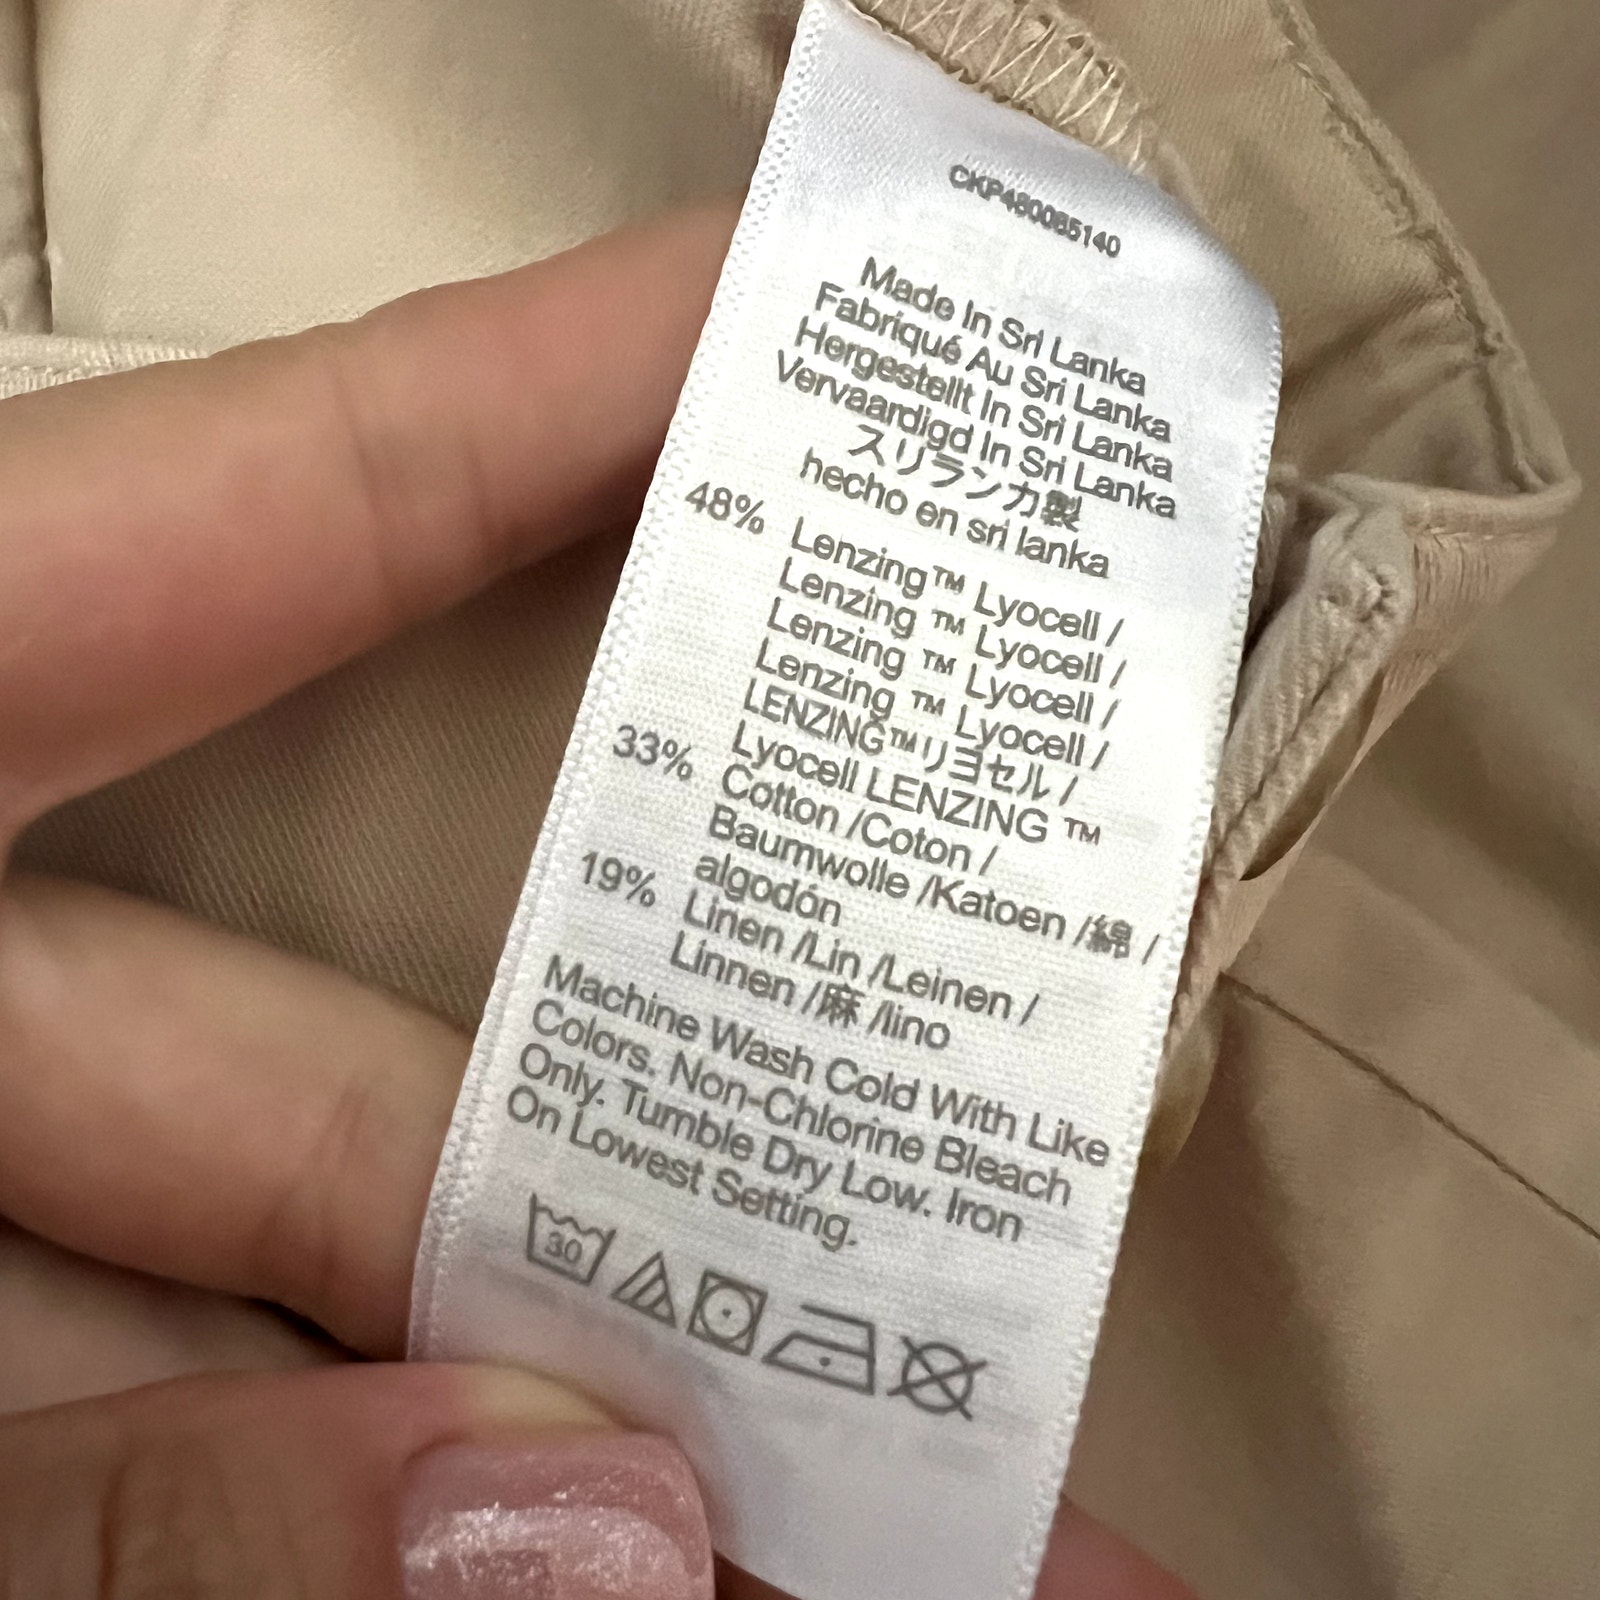 CKP480085140
Made In Sri Lanka
Fabriqué Au Sri Lanka
Hergestellt In Sri Lanka
Vervaardigd In Sri Lanka
スリランカ製
hecho en sri lanka
48% Lenzing™ Lyocell /
Lenzing ™ Lyocell /
Lenzing ™ Lyocell /
Lenzing ™ Lyocell /
LENZING™リヨセル /
Lyocell LENZING ™
33% Cotton /Coton /
Baumwolle /Katoen /綿 /
algodón
19% Linen /Lin /Leinen /
Linnen /麻 /lino
Machine Wash Cold With Like
Colors. Non-Chlorine Bleach
Only. Tumble Dry Low. Iron
On Lowest Setting.
30